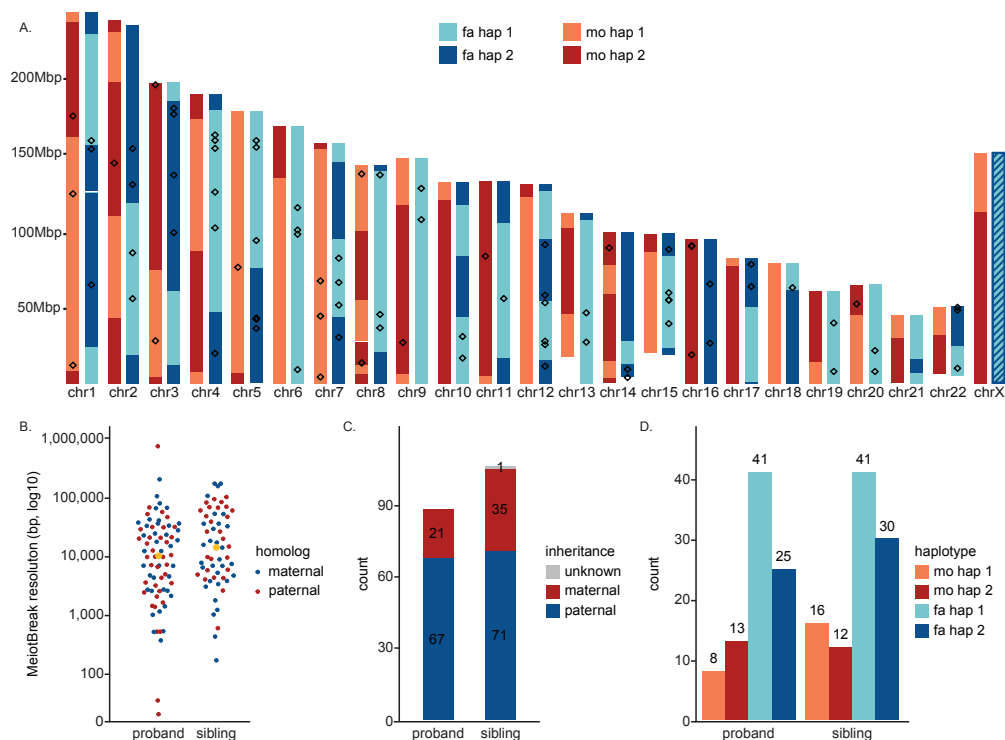 A.
fa hap 1 mo hap 1
fa hap 2 mo hap 2
200Mbp
150Mbp
100Mbp
50Mbp
chr1 chr2 chr3 chr4 chr5 chr6 chr7 chr8 chr9 chr10 chr11 chr12 chr13 chr14 chr15 chr16 chr17 chr18 chr19 chr20 chr21 chr22 chrX
B.
MeiotBreak resolution (bp, log10)
1,000,000
100,000
10,000
1,000
100
0
proband sibling
homolog
maternal
paternal
C.
count
90
60
30
0
21
67
1
35
71
proband sibling
inheritance
unknown
maternal
paternal
D.
count
40
30
20
10
0
8
13
41
25
16
12
41
30
proband sibling
haplotype
mo hap 1
mo hap 2
fa hap 1
fa hap 2